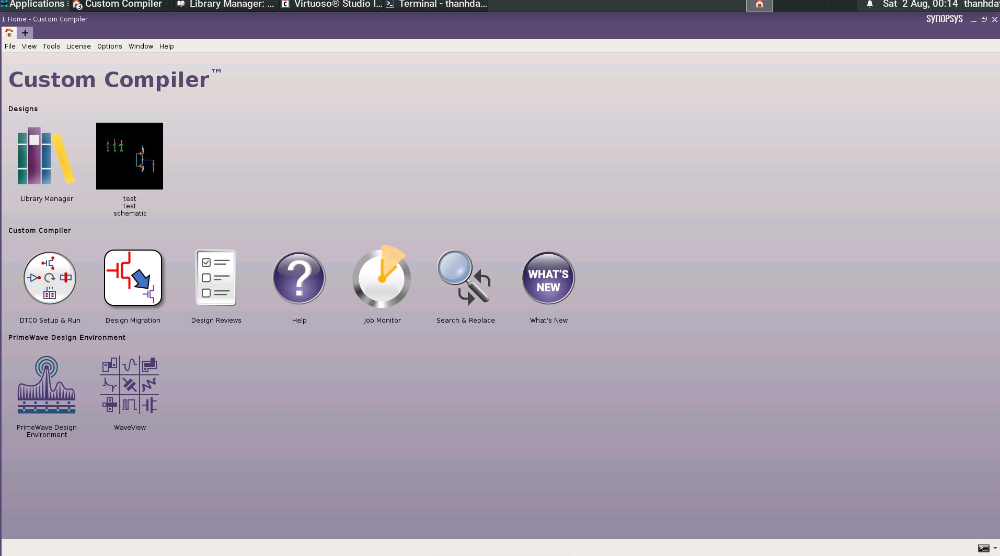 Applications
3
Custom Compiler
Library Manager: ...
Virtuoso® Studio I...
Terminal - thanhda...
Sat 2 Aug, 00:14 thanhda
1 Home - Custom Compiler
SYNOPSYS
File View Tools License Options Window Help
Custom Compiler™
Designs
Library Manager
test
test
schematic
Custom Compiler
?
WHAT'S
NEW
DTCO Setup & Run
Design Migration
Design Reviews
Help
Job Monitor
Search & Replace
What's New
PrimeWave Design Environment
PrimeWave Design
Environment
WaveView